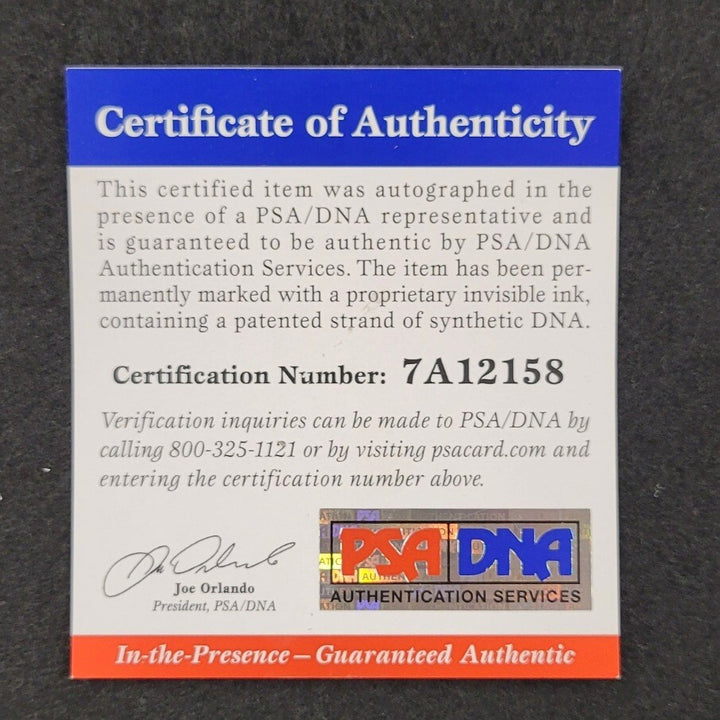 Certificate of Authenticity
This certified item was autographed in the
presence of a PSA/DNA representative and
is guaranteed to be authentic by PSA/DNA
Authentication Services. The item has been per-
manently marked with a proprietary invisible ink,
containing a patented strand of synthetic DNA.
Certification Number: 7A12158
Verification inquiries can be made to PSA/DNA by
calling 800-325-1121 or by visiting psacard.com and
entering the certification number above.
Joe Orlando
President, PSA/DNA
PSA DNA
AUTHENTICATION SERVICES
In-the-Presence – Guaranteed Authentic